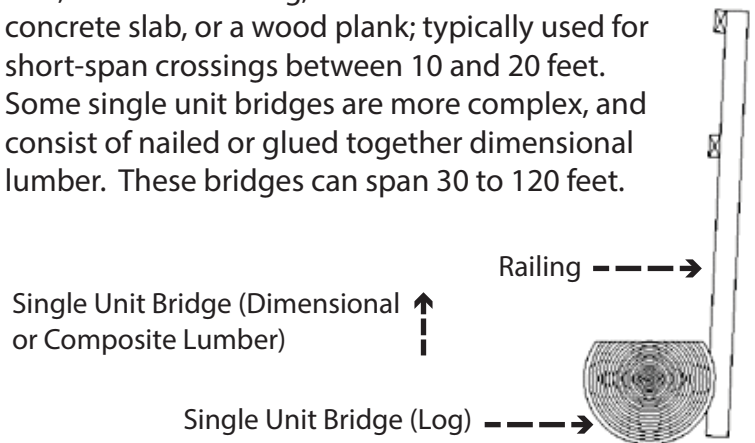 concrete slab, or a wood plank; typically used for
short-span crossings between 10 and 20 feet.
Some single unit bridges are more complex, and
consist of nailed or glued together dimensional
lumber. These bridges can span 30 to 120 feet.
Railing
Single Unit Bridge (Dimensional
or Composite Lumber)
Single Unit Bridge (Log)